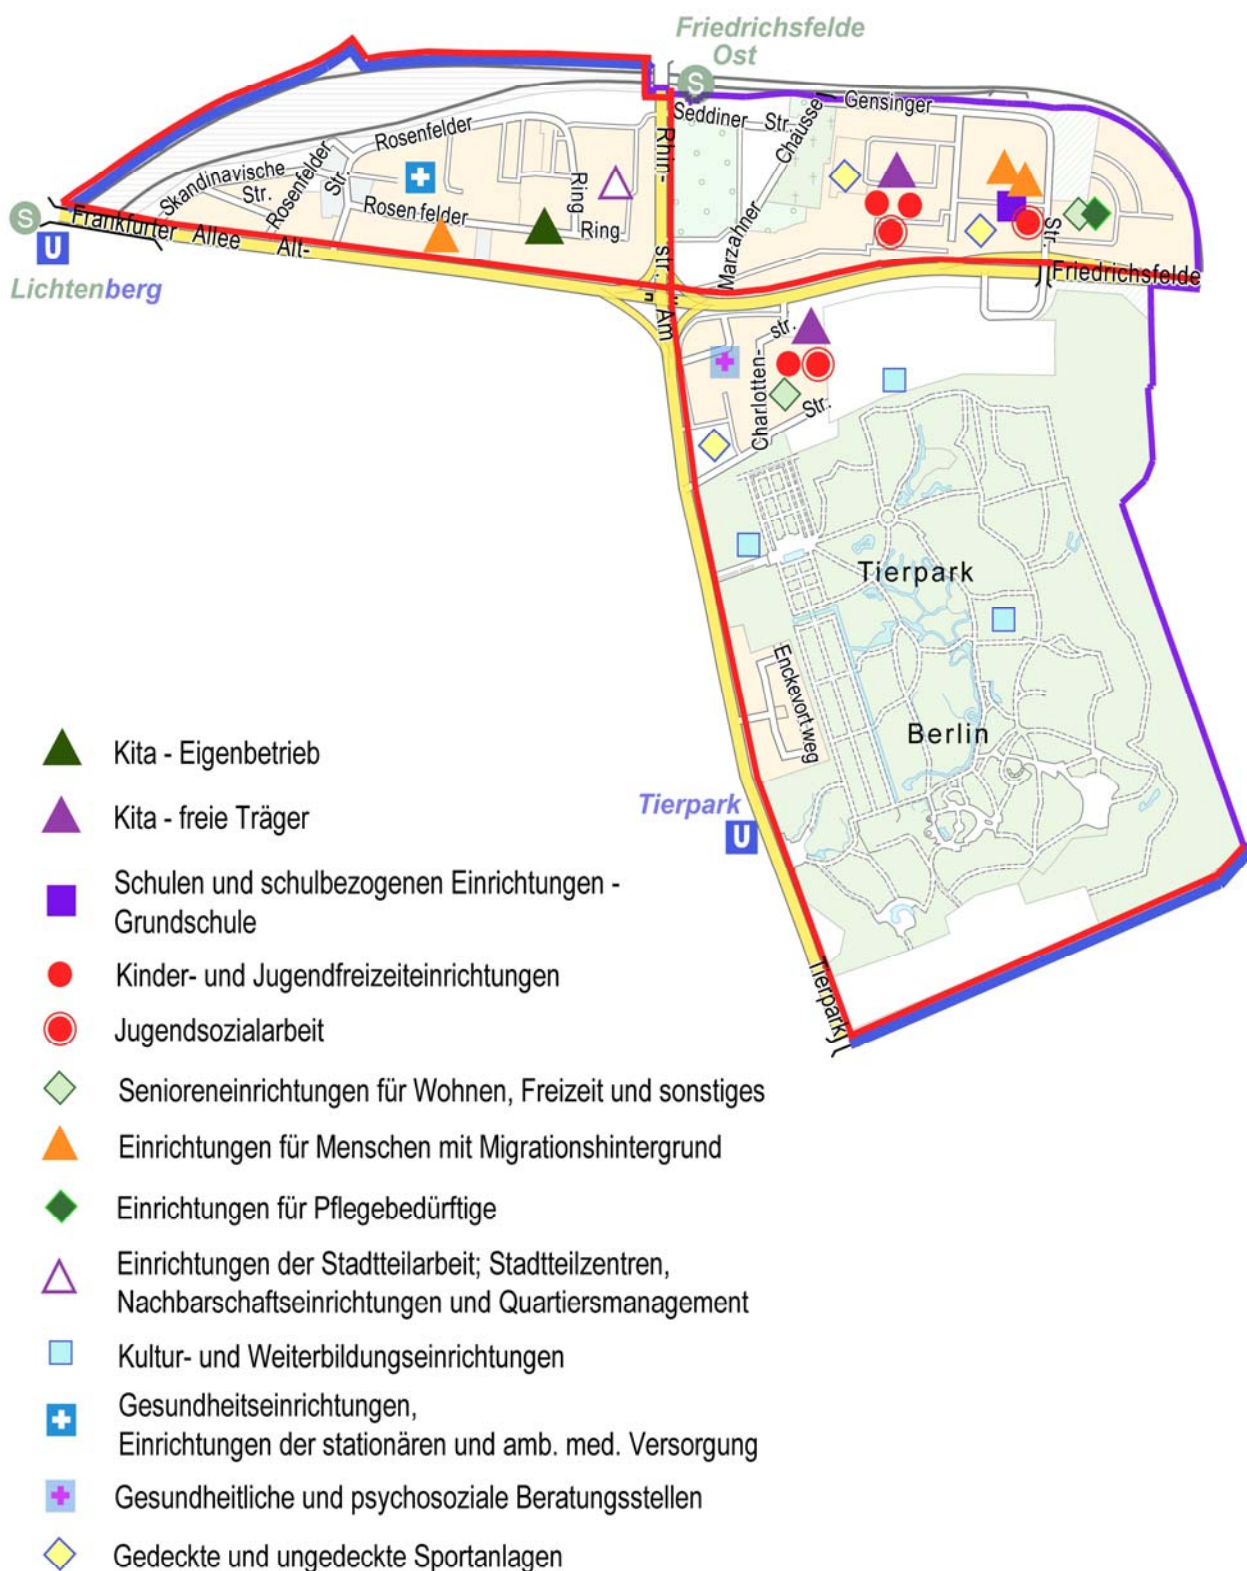 Friedrichsfelde
Ost
S
Seddiner Str.
Gensinger
Str.
Marzahner Chausse
Rosenfelder
Ring
Rosenfelder
Ring
Skandinavische
Str.
Rosenfelder
Str.
Rhin-
str.
S
U
Frankfurter Allee Alt-
Friedrichsfelde
Lichtenberg
Am
Charlotten-
str.
Str.
Tierpark
Berlin
Enckevortweg
Tierpark
U
Tierpark
Kita - Eigenbetrieb
Kita - freie Träger
Schulen und schulbezogenen Einrichtungen -
Grundschule
Kinder- und Jugendfreizeiteinrichtungen
Jugendsozialarbeit
Senioreneinrichtungen für Wohnen, Freizeit und sonstiges
Einrichtungen für Menschen mit Migrationshintergrund
Einrichtungen für Pflegebedürftige
Einrichtungen der Stadtteilarbeit; Stadtteilzentren,
Nachbarschaftseinrichtungen und Quartiersmanagement
Kultur- und Weiterbildungseinrichtungen
Gesundheitseinrichtungen,
Einrichtungen der stationären und amb. med. Versorgung
Gesundheitliche und psychosoziale Beratungsstellen
Gedeckte und ungedeckte Sportanlagen